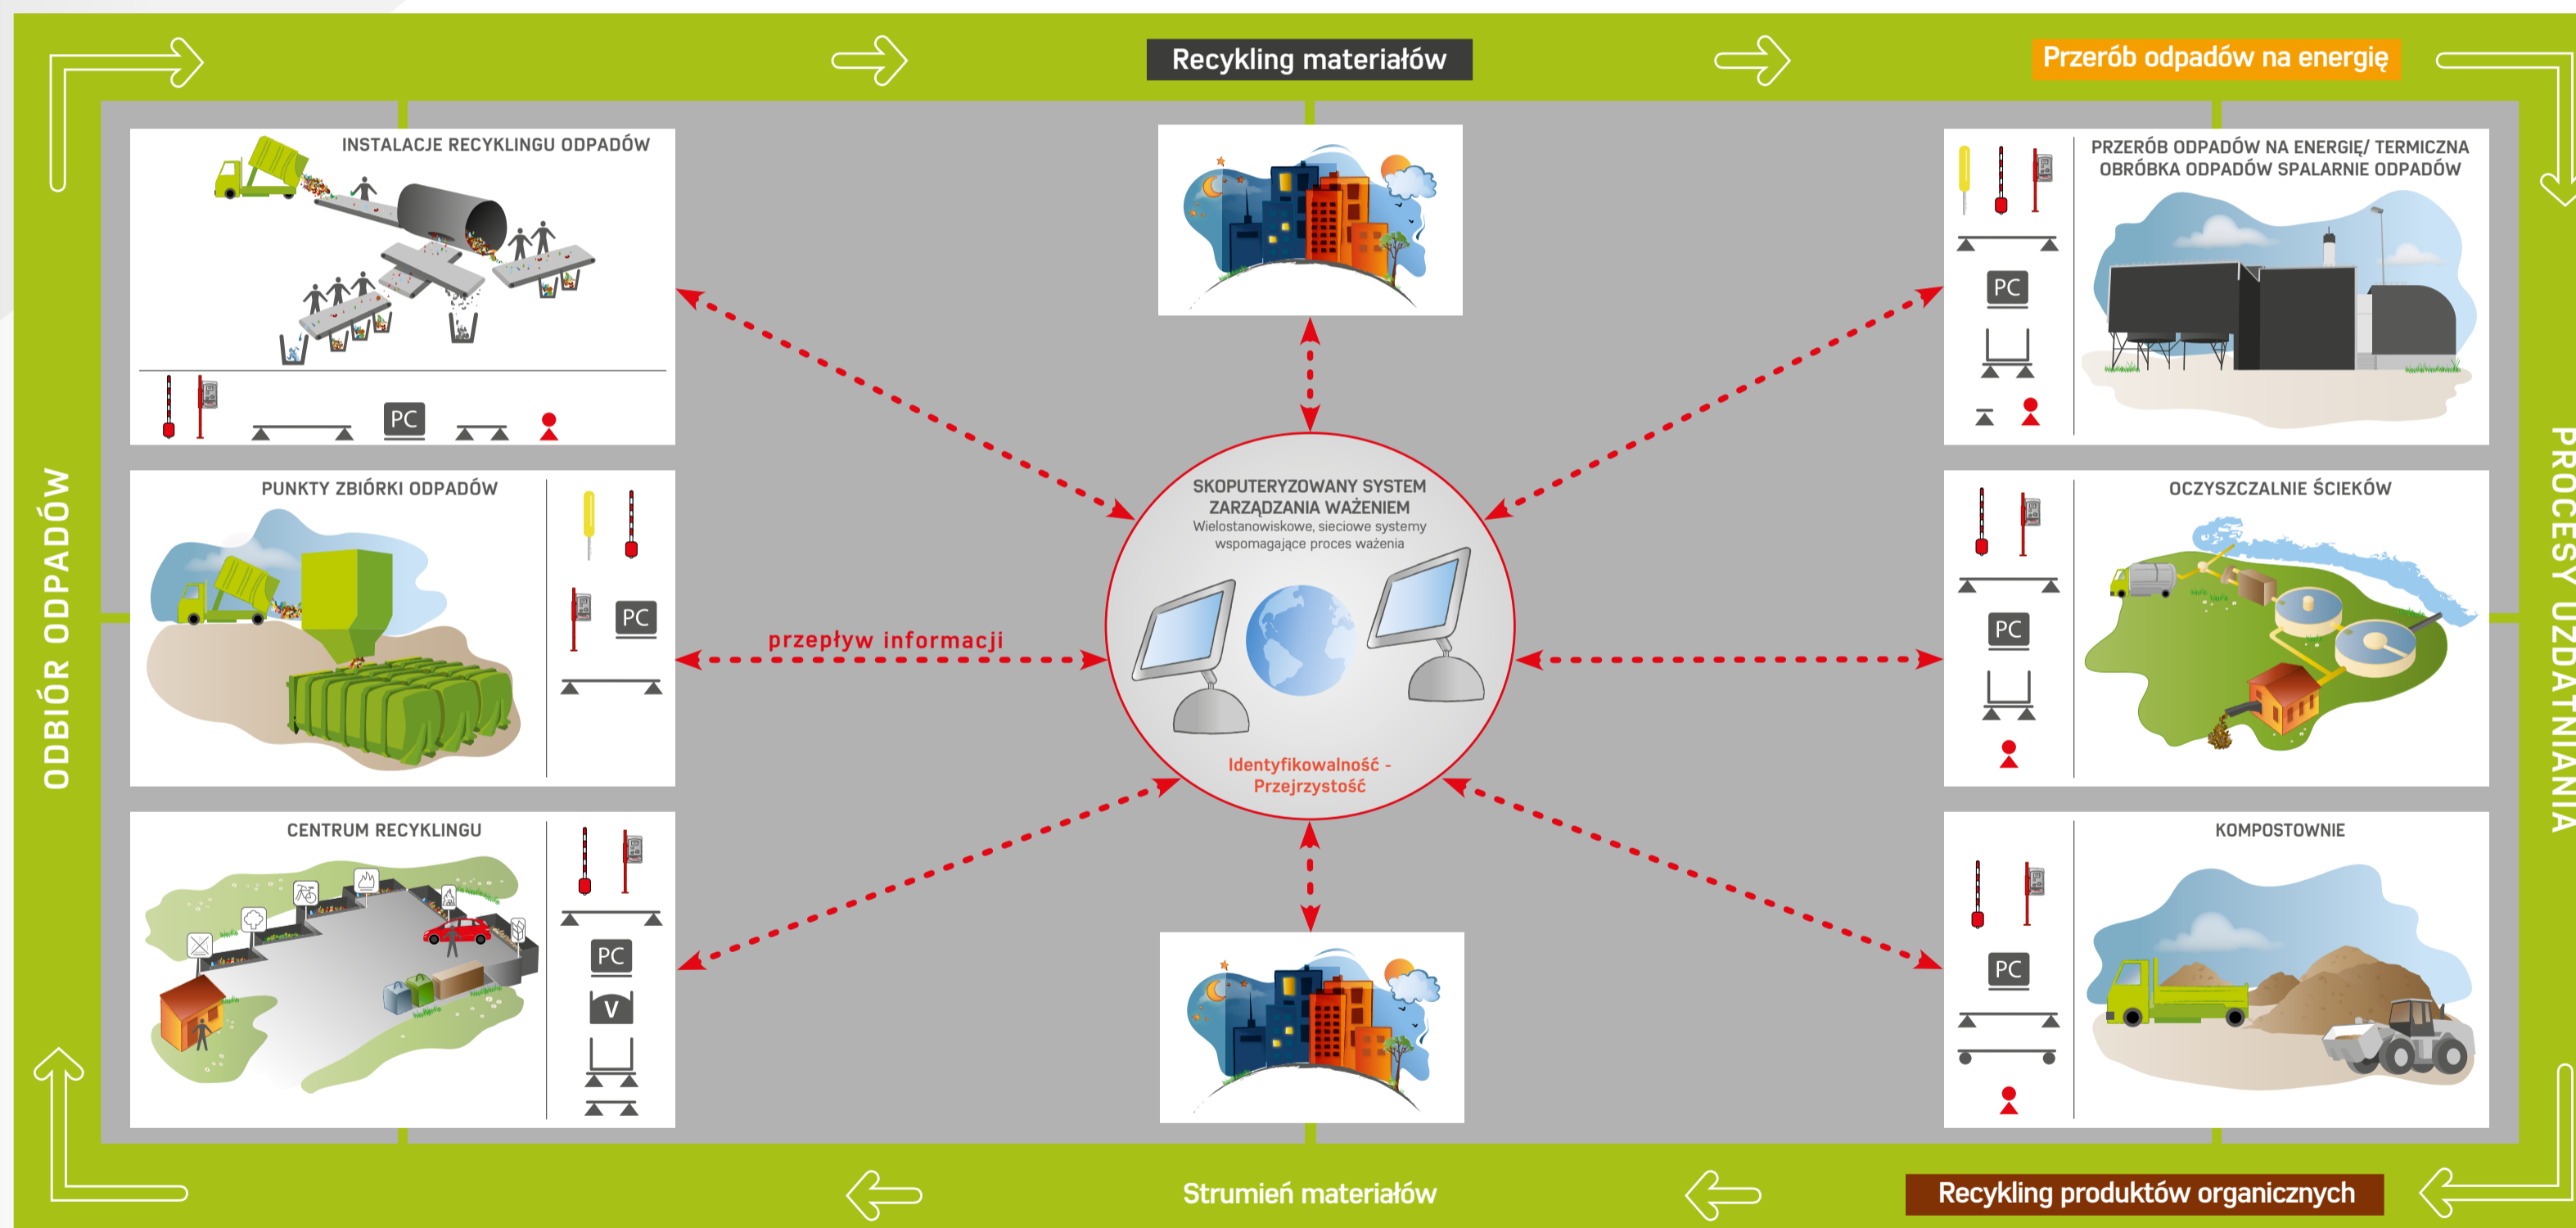 Recykling materiałów
Przerób odpadów na energię
ODBIÓR ODPADÓW
INSTALACJE RECYKLINGU ODPADÓW
PC
PUNKTY ZBIÓRKI ODPADÓW
PC
CENTRUM RECYKLINGU
PC
V
przepływ informacji
SKOPUTERYZOWANY SYSTEM
ZARZĄDZANIA WAŻENIEM
Wielostanowiskowe, sieciowe systemy
wspomagające proces ważenia
Identyfikowalność -
Przejrzystość
PRZERÓB ODPADÓW NA ENERGIĘ/ TERMICZNA
OBRÓBKA ODPADÓW SPALARNIE ODPADÓW
PC
OCZYSZCZALNIE ŚCIEKÓW
PC
KOMPOSTOWNIE
PC
PROCESY UZDATNIANIA
Strumień materiałów
Recykling produktów organicznych